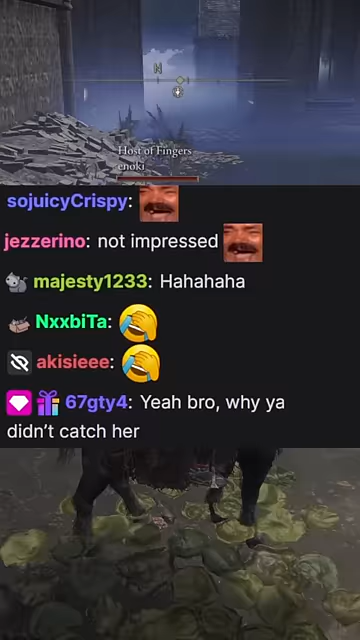 N
Host of Fingers
enoki
sojuicyCrispy:
jezzerino: not impressed
majesty1233: Hahahaha
NxxbiTa:
akisieee:
67gty4: Yeah bro, why ya
didn't catch her